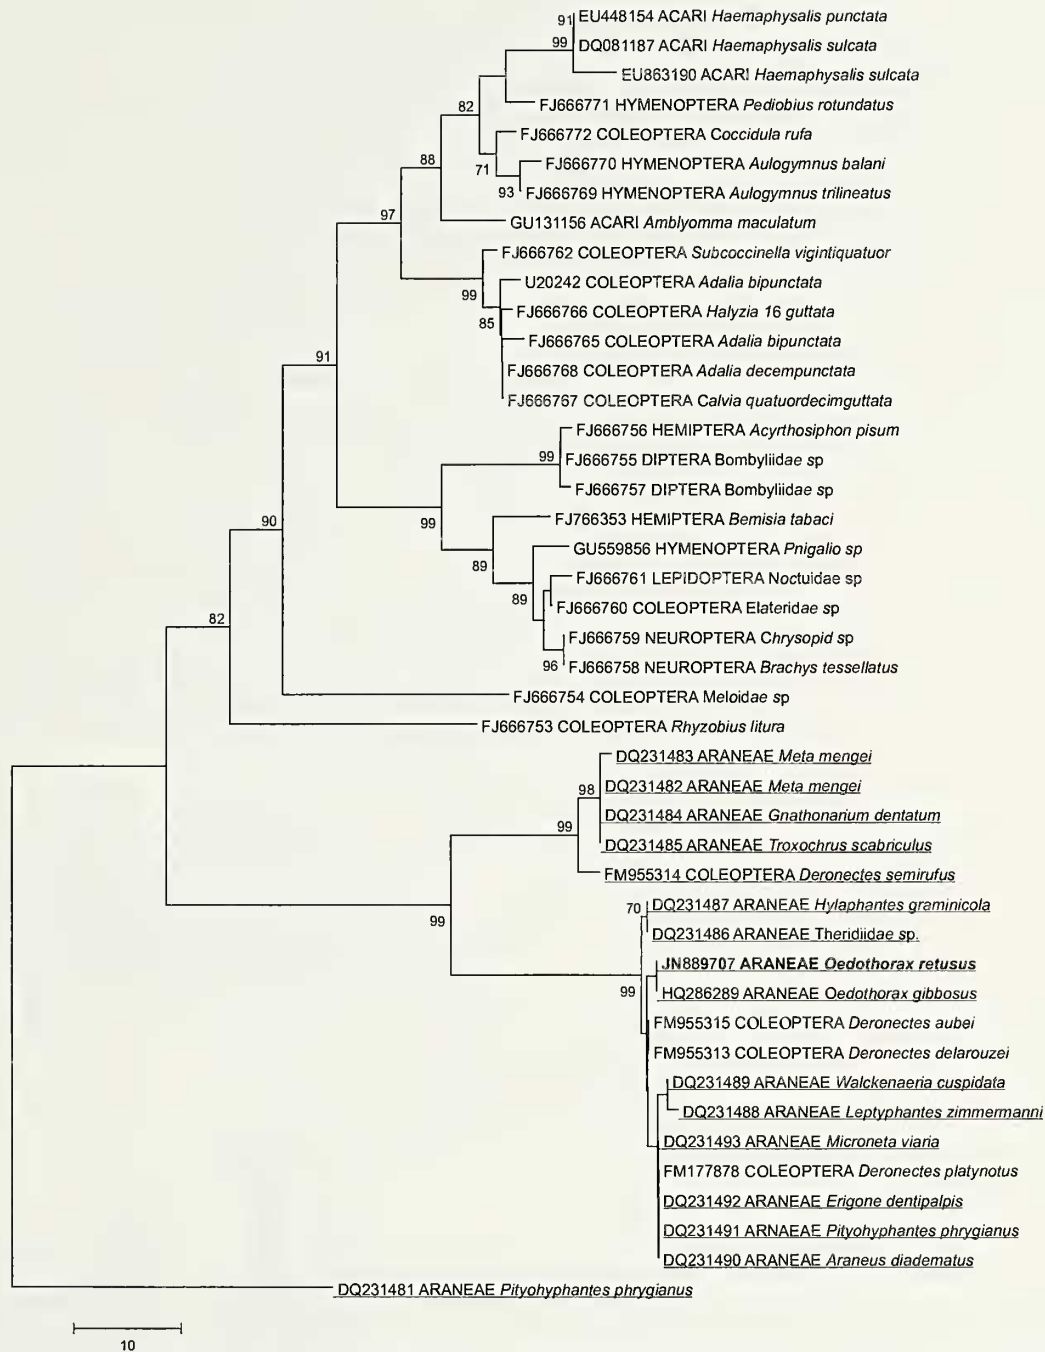 91
EU448154 ACARI Haemaphysalis punctata
99
DQ081187 ACARI Haemaphysalis sulcata
EU863190 ACARI Haemaphysalis sulcata
82
FJ666771 HYMENOPTERA Pediobius rotundatus
FJ666772 COLEOPTERA Coccidula rufa
88
71
FJ666770 HYMENOPTERA Aulogymnus balani
93
FJ666769 HYMENOPTERA Aulogymnus trilineatus
97
GU131156 ACARI Amblyomma maculatum
FJ666762 COLEOPTERA Subcoccinella vigintiquatuor
99
U20242 COLEOPTERA Adalia bipunctata
85
FJ666766 COLEOPTERA Halyzia 16 guttata
FJ666765 COLEOPTERA Adalia bipunctata
91
FJ666768 COLEOPTERA Adalia decempunctata
FJ666767 COLEOPTERA Calvia quatuordecimguttata
FJ666756 HEMIPTERA Acyrthosiphon pisum
99
FJ666755 DIPTERA Bombyliidae sp
FJ666757 DIPTERA Bombyliidae sp
90
99
FJ766353 HEMIPTERA Bemisia tabaci
GU559856 HYMENOPTERA Pnigalio sp
89
FJ666761 LEPIDOPTERA Noctuidae sp
89
FJ666760 COLEOPTERA Elateridae sp
82
FJ666759 NEUROPTERA Chrysopid sp
96
FJ666758 NEUROPTERA Brachys tessellatus
FJ666754 COLEOPTERA Meloidae sp
FJ666753 COLEOPTERA Rhyzobius litura
DQ231483 ARANEAE Meta mengei
98
DQ231482 ARANEAE Meta mengei
DQ231484 ARANEAE Gnathonarium dentatum
99
DQ231485 ARANEAE Troxochrus scabriculus
FM955314 COLEOPTERA Deronectes semirufus
99
70
DQ231487 ARANEAE Hylaphantes graminicola
DQ231486 ARANEAE Theridiidae sp.
JN889707 ARANEAE Oedothorax retusus
99
HQ286289 ARANEAE Oedothorax gibbosus
FM955315 COLEOPTERA Deronectes aubei
FM955313 COLEOPTERA Deronectes delarouzei
DQ231489 ARANEAE Walckenaeria cuspidata
DQ231488 ARANEAE Leptyphantes zimmermanni
DQ231493 ARANEAE Microneta viaria
FM177878 COLEOPTERA Deronectes platynotus
DQ231492 ARANEAE Erigone dentipalpis
DQ231491 ARNAEAE Pityohyphantes phrygianus
DQ231490 ARANEAE Araneus diadematus
DQ231481 ARANEAE Pityohyphantes phrygianus
10